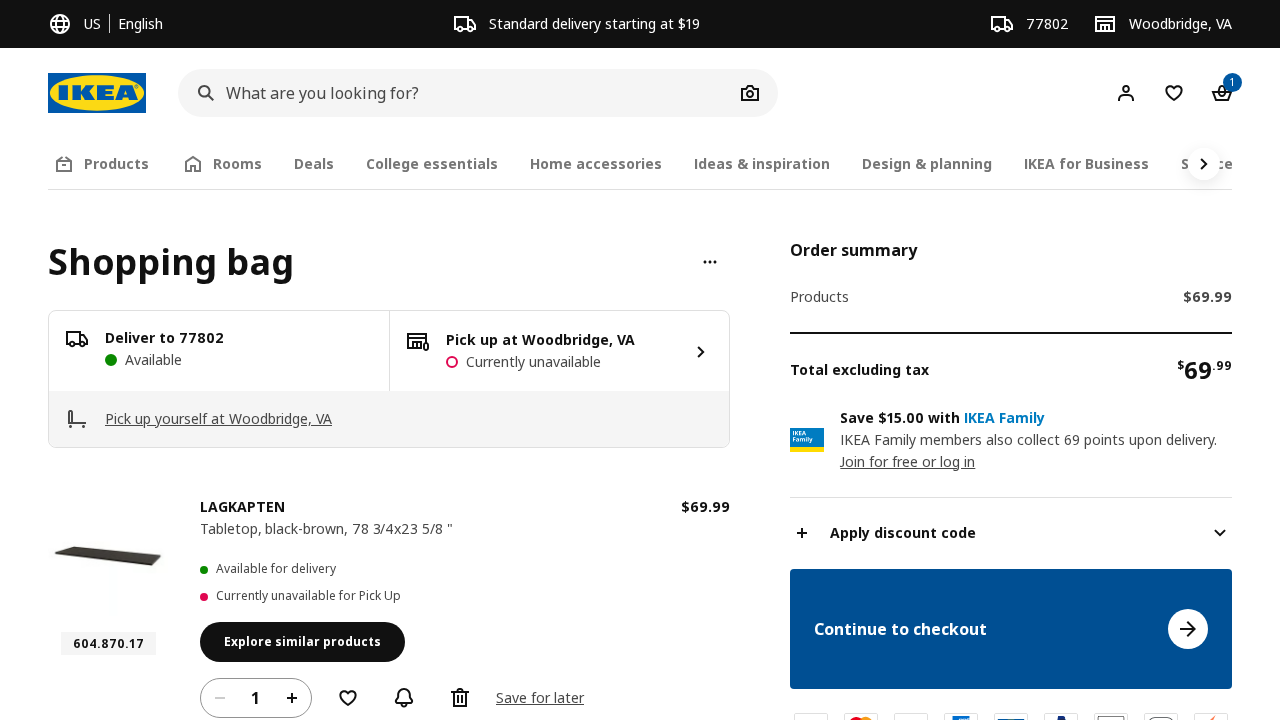 US
English
Standard delivery starting at $19
77802
Woodbridge, VA
IKEA
What are you looking for?
1
Products
Rooms
Deals
College essentials
Home accessories
Ideas & inspiration
Design & planning
IKEA for Business
Shopping bag
Deliver to 77802
Available
Pick up at Woodbridge, VA
Currently unavailable
Pick up yourself at Woodbridge, VA
LAGKAPTEN
$69.99
Tabletop, black-brown, 78 3/4x23 5/8 "
Available for delivery
Currently unavailable for Pick Up
604.870.17
Explore similar products
1
Save for later
Order summary
Products
$69.99
Total excluding tax
$69.99
IKEA
Family
Save $15.00 with IKEA Family
IKEA Family members also collect 69 points upon delivery.
Join for free or log in
Apply discount code
Continue to checkout